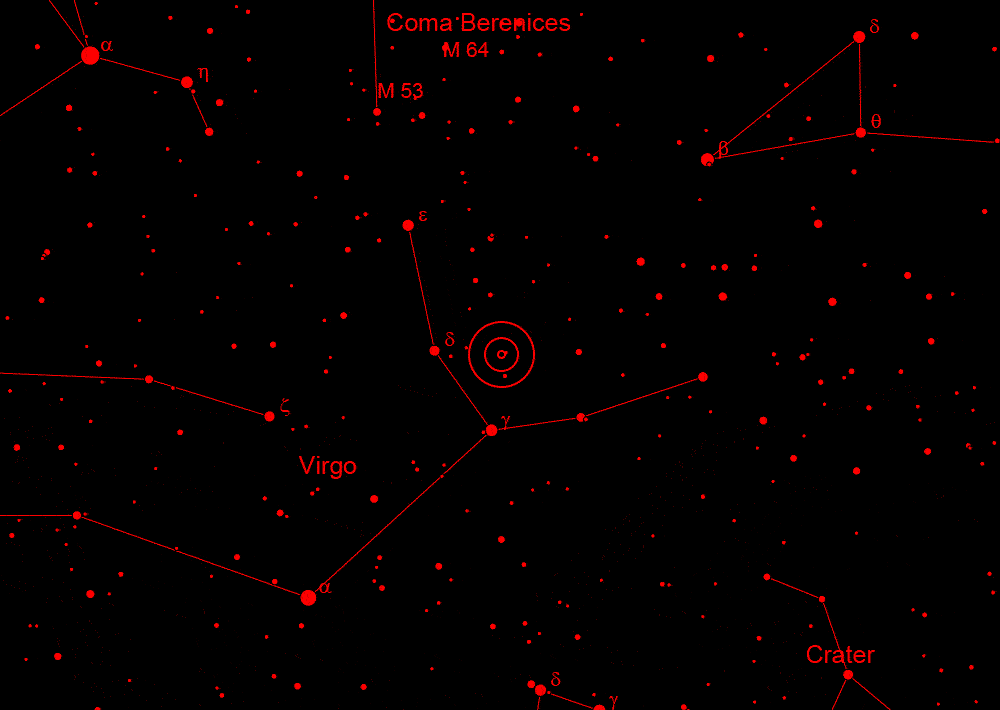 Coma Berenices
δ
α
M 64
η
M 53
θ
β
ε
δ
ζ
γ
Virgo
α
Crater
δ
γ